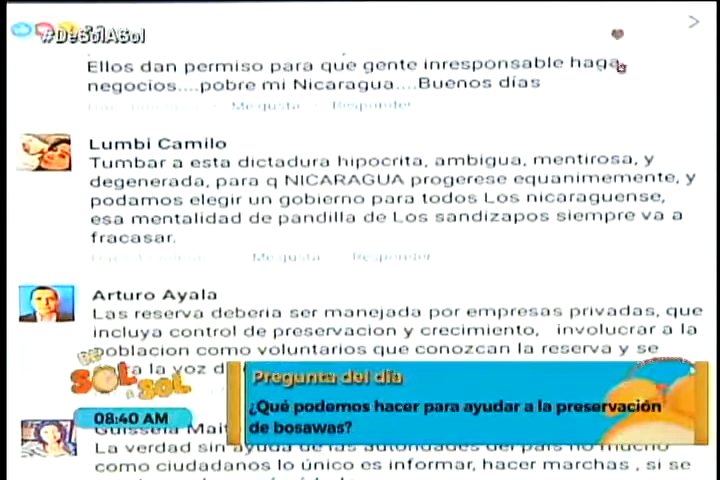 #DeSolASol
Ellos dan permiso para que gente inresponsable haga
negocios....pobre mi Nicaragua....Buenos días
Me gusta Responder
Lumbi Camilo
Tumbar a esta dictadura hipocrita, ambigua, mentirosa, y
degenerada, para q NICARAGUA progerese equanimemente, y
podamos elegir un gobierno para todos Los nicaraguense,
esa mentalidad de pandilla de Los sandizapos siempre va a
fracasar.
Me gusta Responder
Arturo Ayala
Las reserva deberia ser manejada por empresas privadas, que
incluya control de preservacion y crecimiento, involucrar a la
poblacion como voluntarios que conozcan la reserva y se
la voz d
DE SOL A SOL
Pregunta del día
¿Qué podemos hacer para ayudar a la preservación
de bosawas?
08:40 AM
La verdad sin ayuda de las autoridades del país no mucho
como ciudadanos lo único es informar, hacer marchas , si se